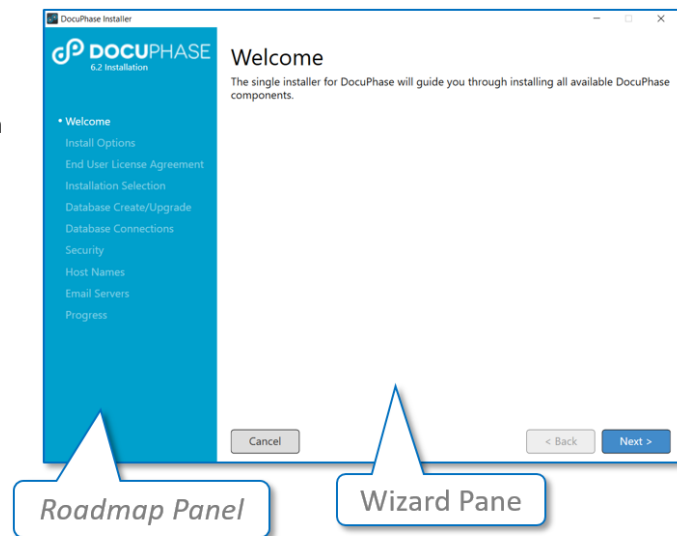 DocuPhase Installer
DOCUPHASE
6.2 Installation
Welcome
The single installer for DocuPhase will guide you through installing all available DocuPhase
components.
• Welcome
Install Options
End User License Agreement
Installation Selection
Database Create/Upgrade
Database Connections
Security
Host Names
Email Servers
Progress
Cancel
< Back
Next >
Roadmap Panel
Wizard Pane